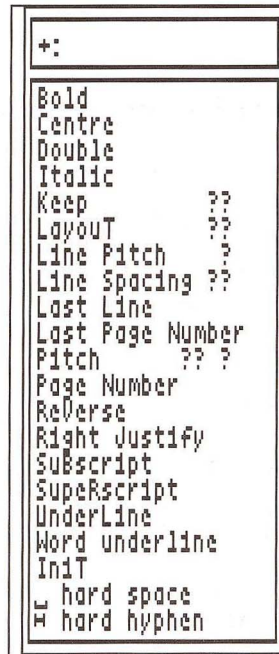 +:
Bold
Centre
Double
Italic
Keep ??
LayouT ??
Line Pitch ?
Line Spacing ??
Last Line
Last Page Number
Pitch ?? ?
Page Number
ReVerse
Right Justify
SuBscript
SupeRscript
UnderLine
Word underline
IniT
␣ hard space
H hard hyphen